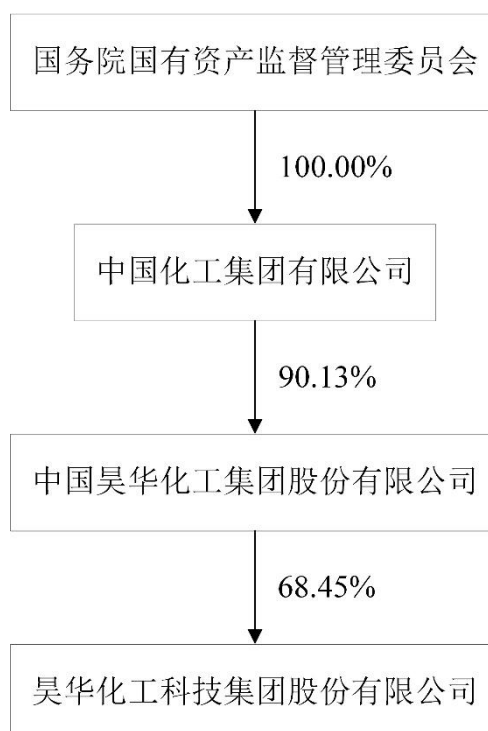 国务院国有资产监督管理委员会
100.00%
中国化工集团有限公司
90.13%
中国昊华化工集团股份有限公司
68.45%
昊华化工科技集团股份有限公司